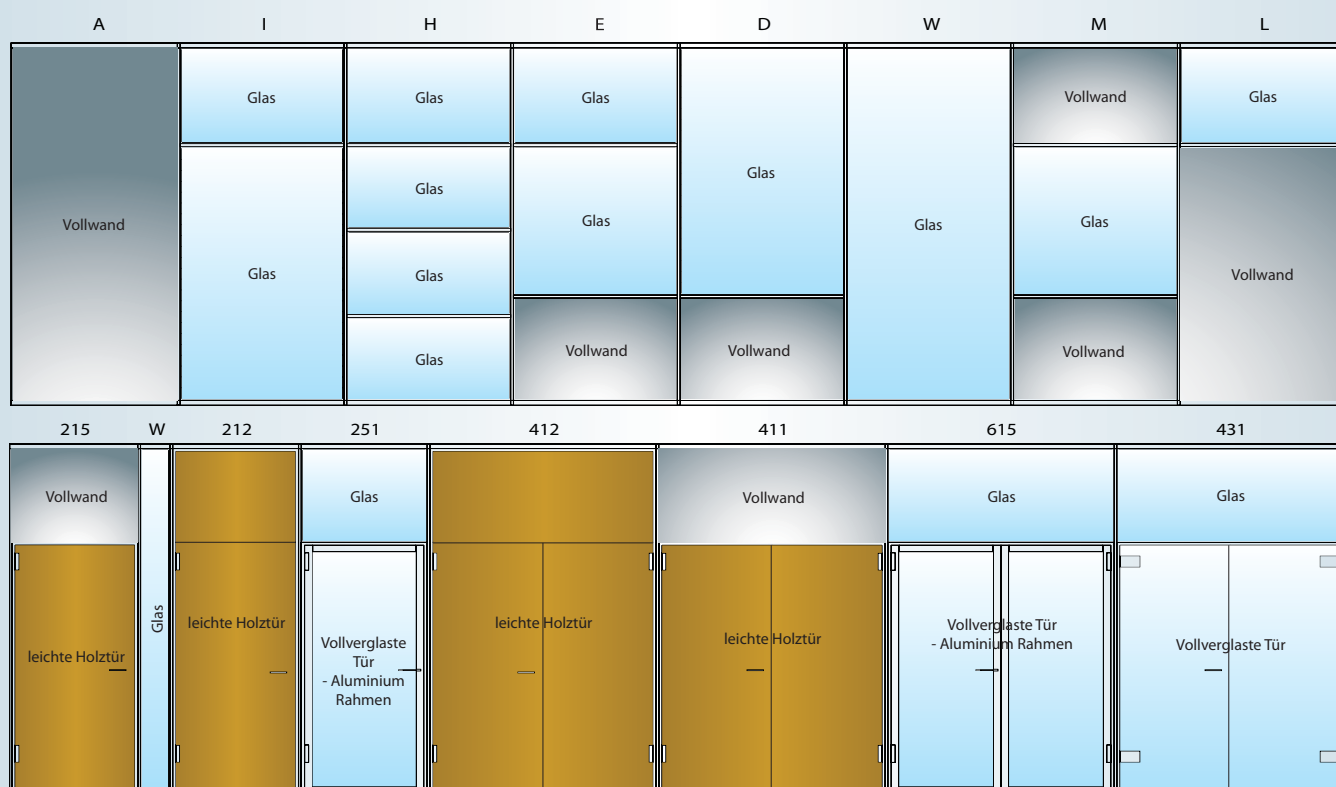 A I H E D W M L
Glas Glas Glas Glas Vollwand Glas
Glas
Glas
Vollwand Glas Glas Glas
Glas Glas Vollwand
Vollwand Vollwand Vollwand
Glas
215 W 212 251 412 411 615 431
Vollwand Glas Vollwand Glas Glas
Glas
leichte Holztür
leichte Holztür
leichte Holztür
Vollverglaste
Tür
- Aluminium
Rahmen
leichte Holztür
Vollverglaste Tür
- Aluminium Rahmen
Vollverglaste Tür